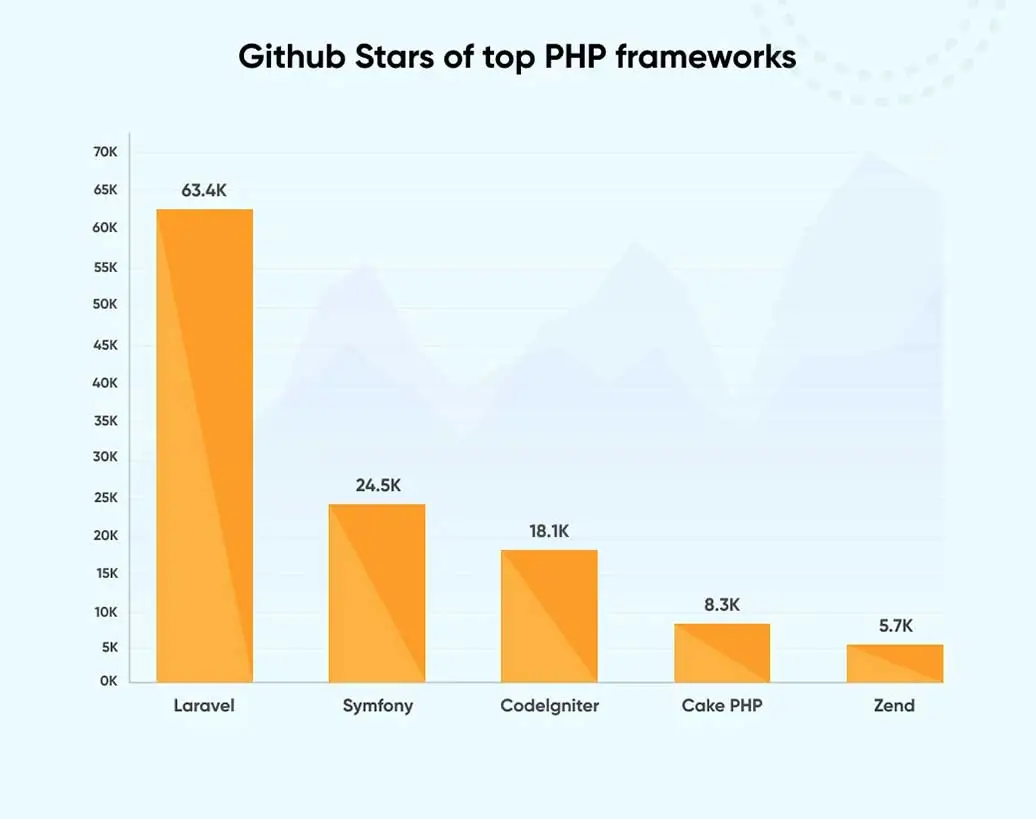 Github Stars of top PHP frameworks
70K
65K
60K
55K
50K
45K
40K
35K
30K
25K
20K
15K
10K
5K
0K
63.4K
24.5K
18.1K
8.3K
5.7K
Laravel
Symfony
CodeIgniter
Cake PHP
Zend